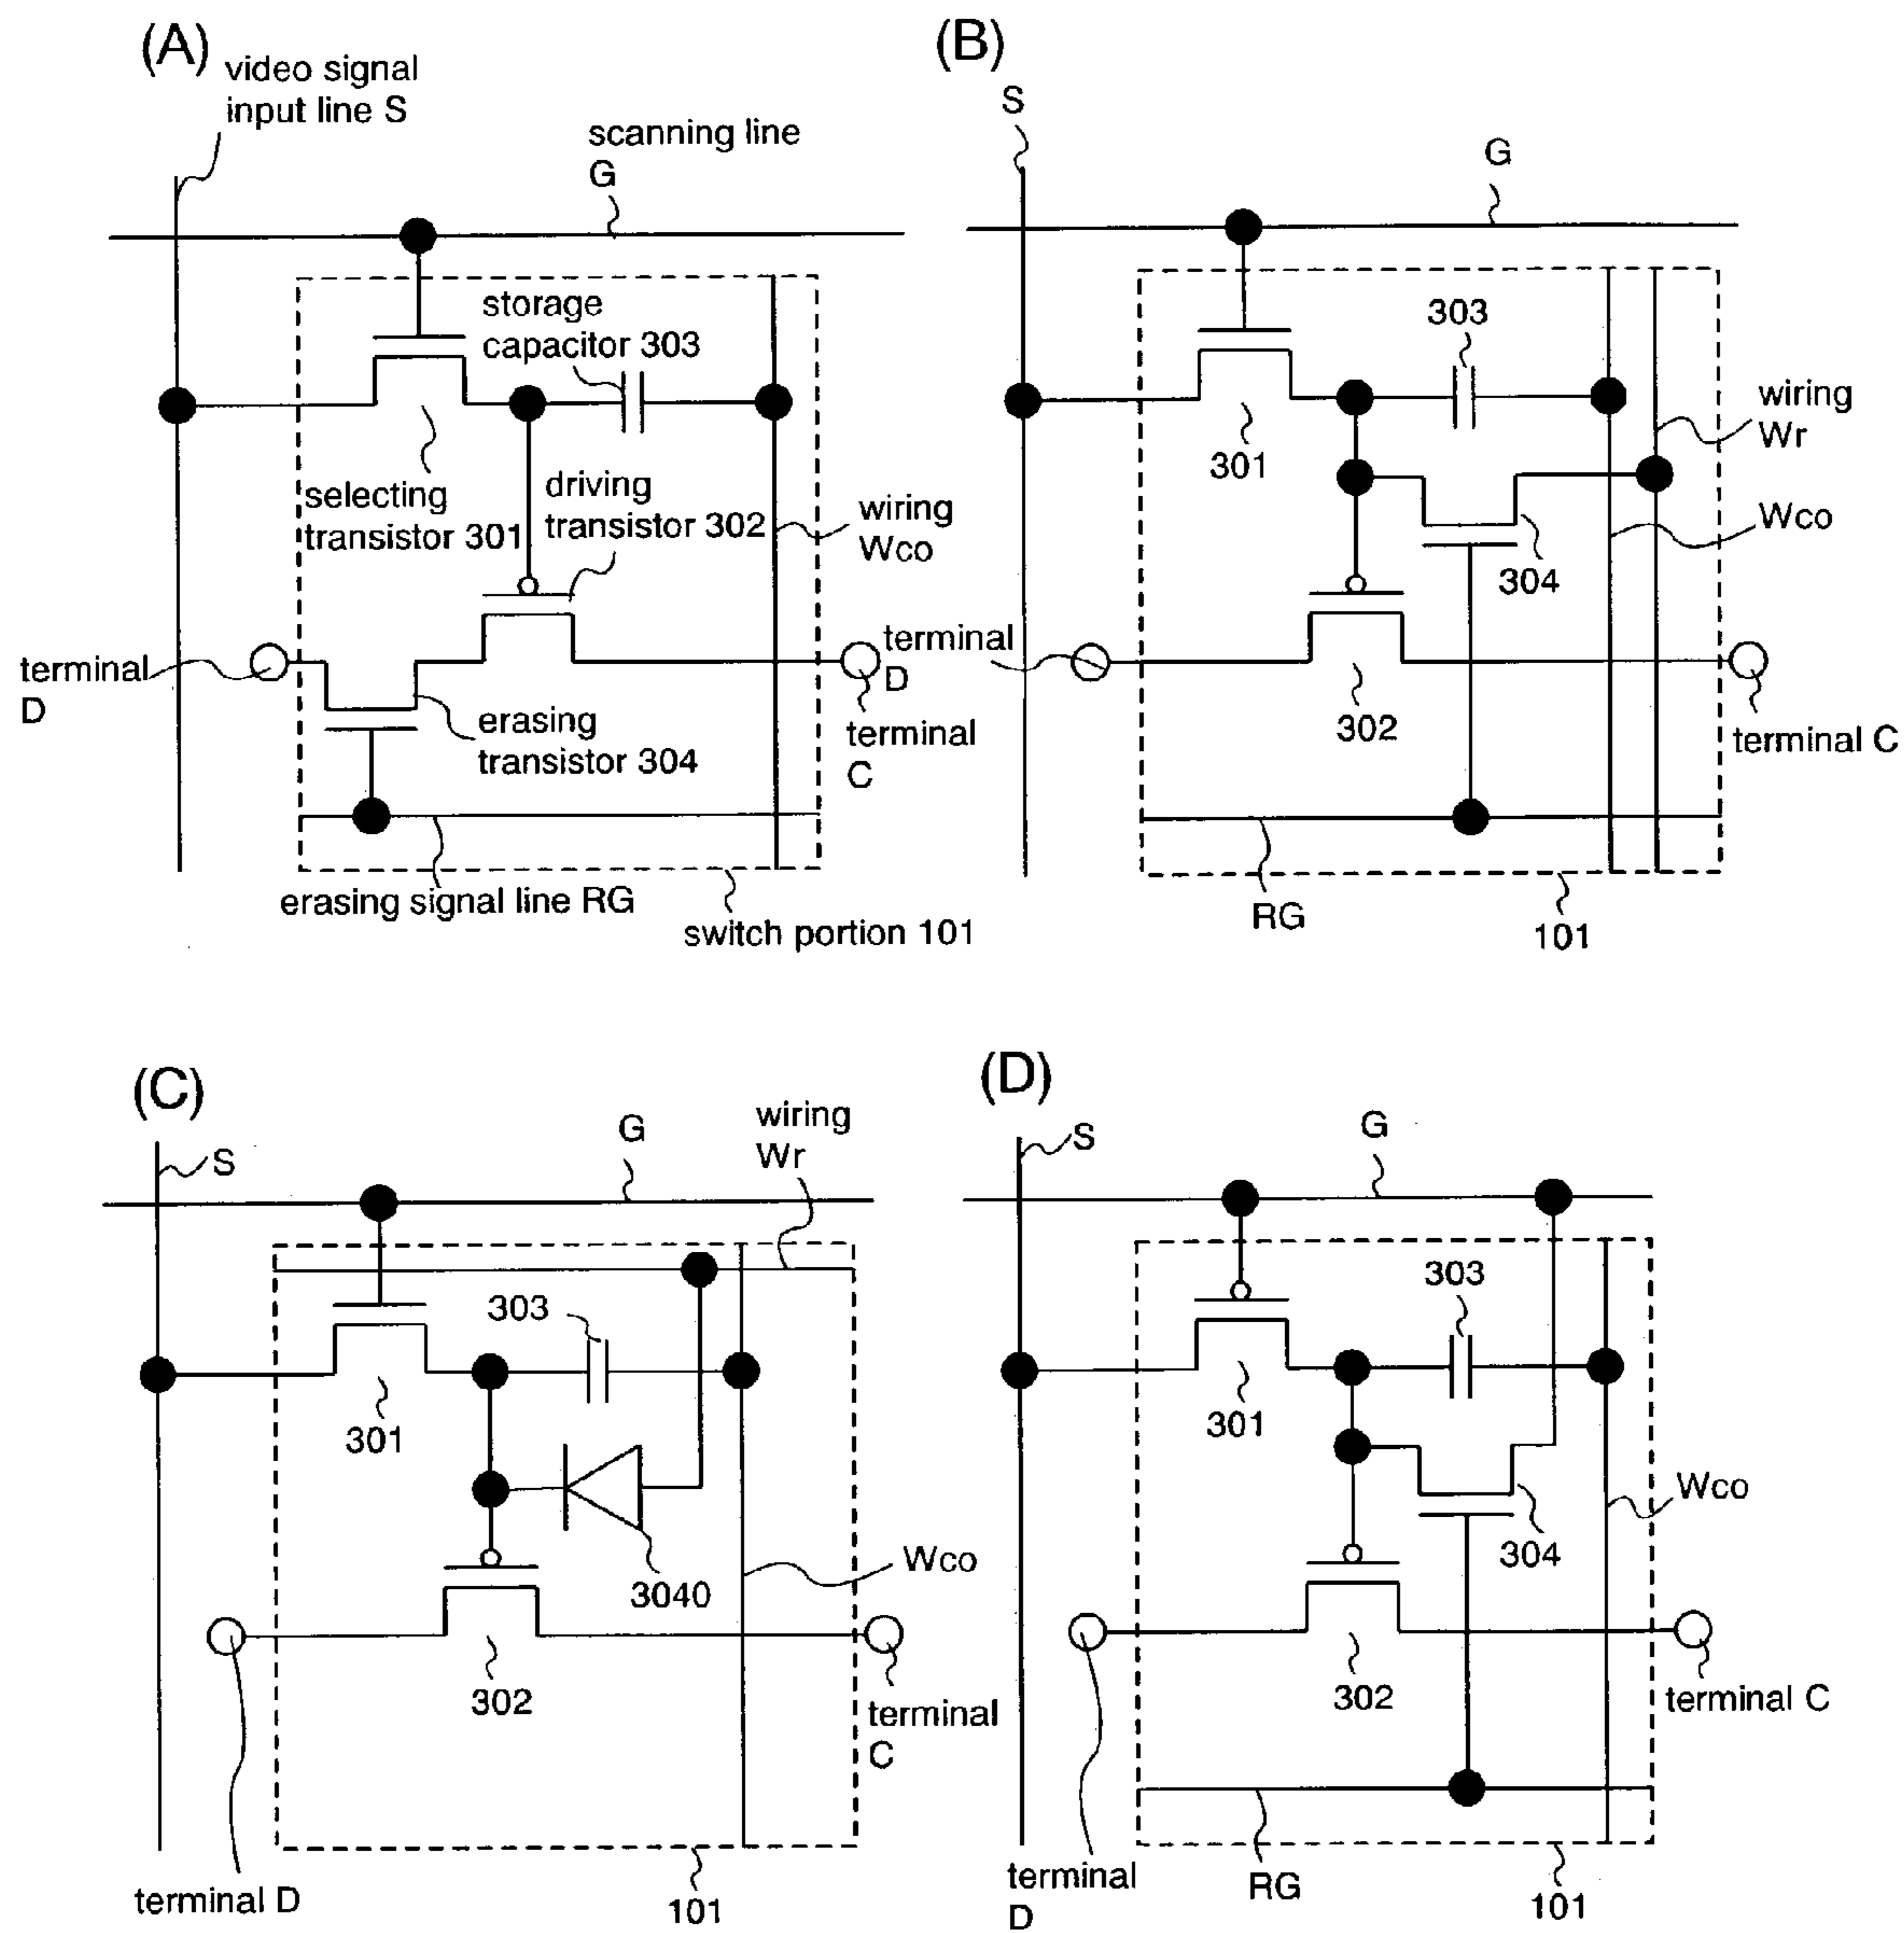 (A)
video signal
input line S
scanning line
G
storage
capacitor 303
selecting
transistor 301
driving
transistor 302
wiring
Wco
terminal
D
erasing
transistor 304
terminal
C
erasing signal line RG
switch portion 101
(B)
S
G
303
wiring
Wr
301
Wco
304
terminal
D
302
terminal C
RG
101
(C)
S
G
wiring
Wr
303
301
Wco
3040
302
terminal
C
terminal D
101
(D)
S
G
303
301
Wco
304
302
terminal C
terminal
D
RG
101